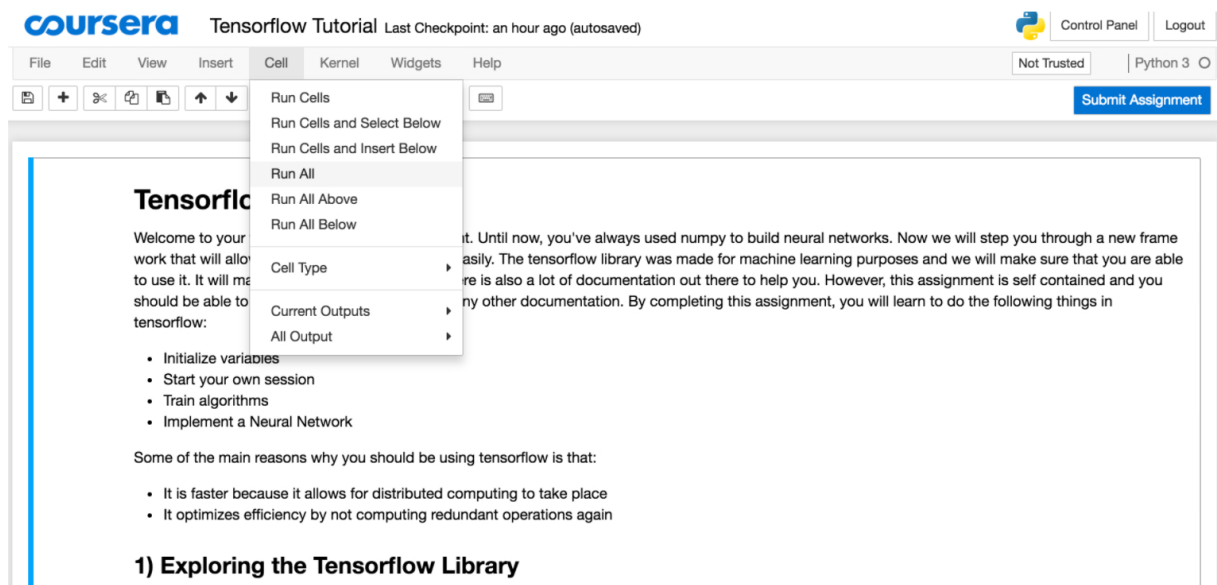 coursera Tensorflow Tutorial Last Checkpoint: an hour ago (autosaved) Control Panel Logout
File Edit View Insert Cell Kernel Widgets Help Not Trusted Python 3
Submit Assignment
Run Cells
Run Cells and Select Below
Run Cells and Insert Below
Run All
Run All Above
Run All Below
Cell Type
Current Outputs
All Output
Tensorflo
Welcome to your t. Until now, you've always used numpy to build neural networks. Now we will step you through a new frame
work that will allo asily. The tensorflow library was made for machine learning purposes and we will make sure that you are able
to use it. It will ma re is also a lot of documentation out there to help you. However, this assignment is self contained and you
should be able to ny other documentation. By completing this assignment, you will learn to do the following things in
tensorflow:
• Initialize variables
• Start your own session
• Train algorithms
• Implement a Neural Network
Some of the main reasons why you should be using tensorflow is that:
• It is faster because it allows for distributed computing to take place
• It optimizes efficiency by not computing redundant operations again
1) Exploring the Tensorflow Library